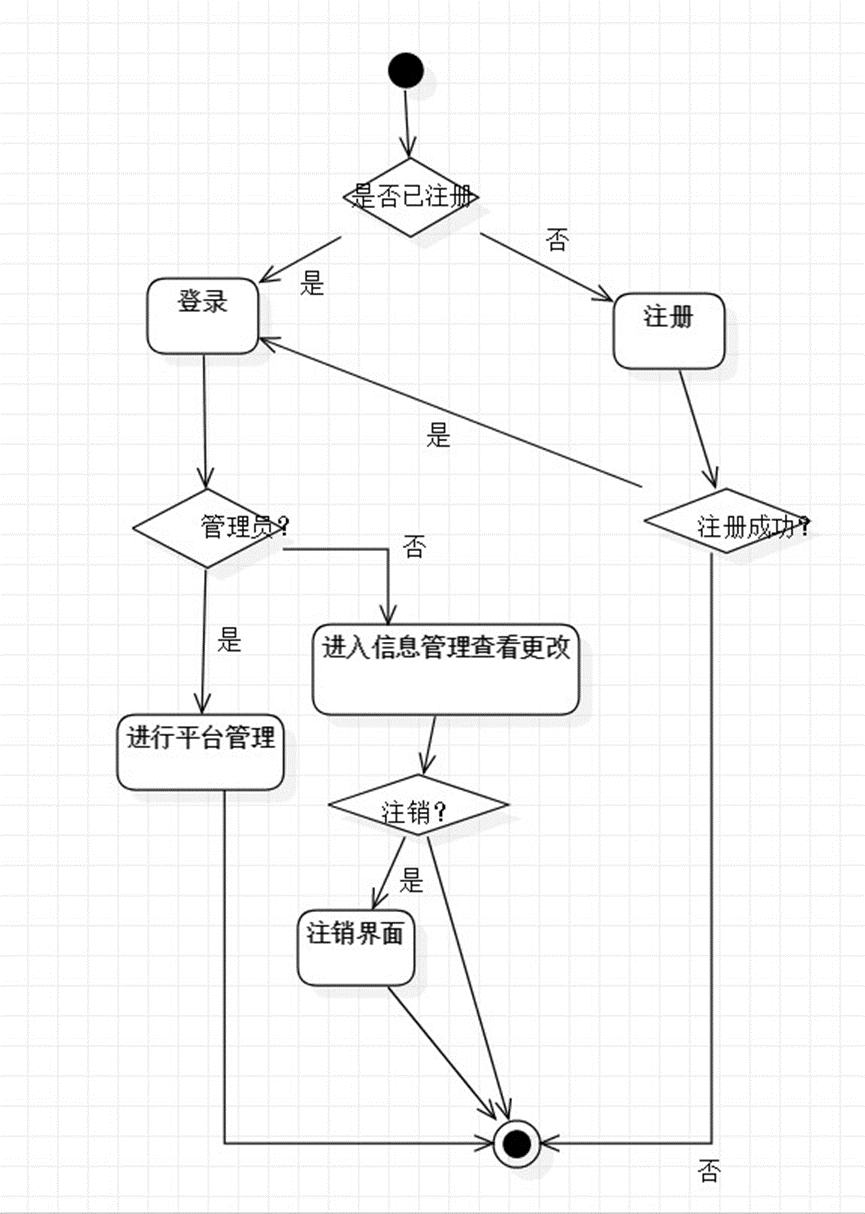 是否已注册
否
是
登录
注册
是
管理员?
注册成功?
否
是
进入信息管理查看更改
进行平台管理
注销?
是
注销界面
否